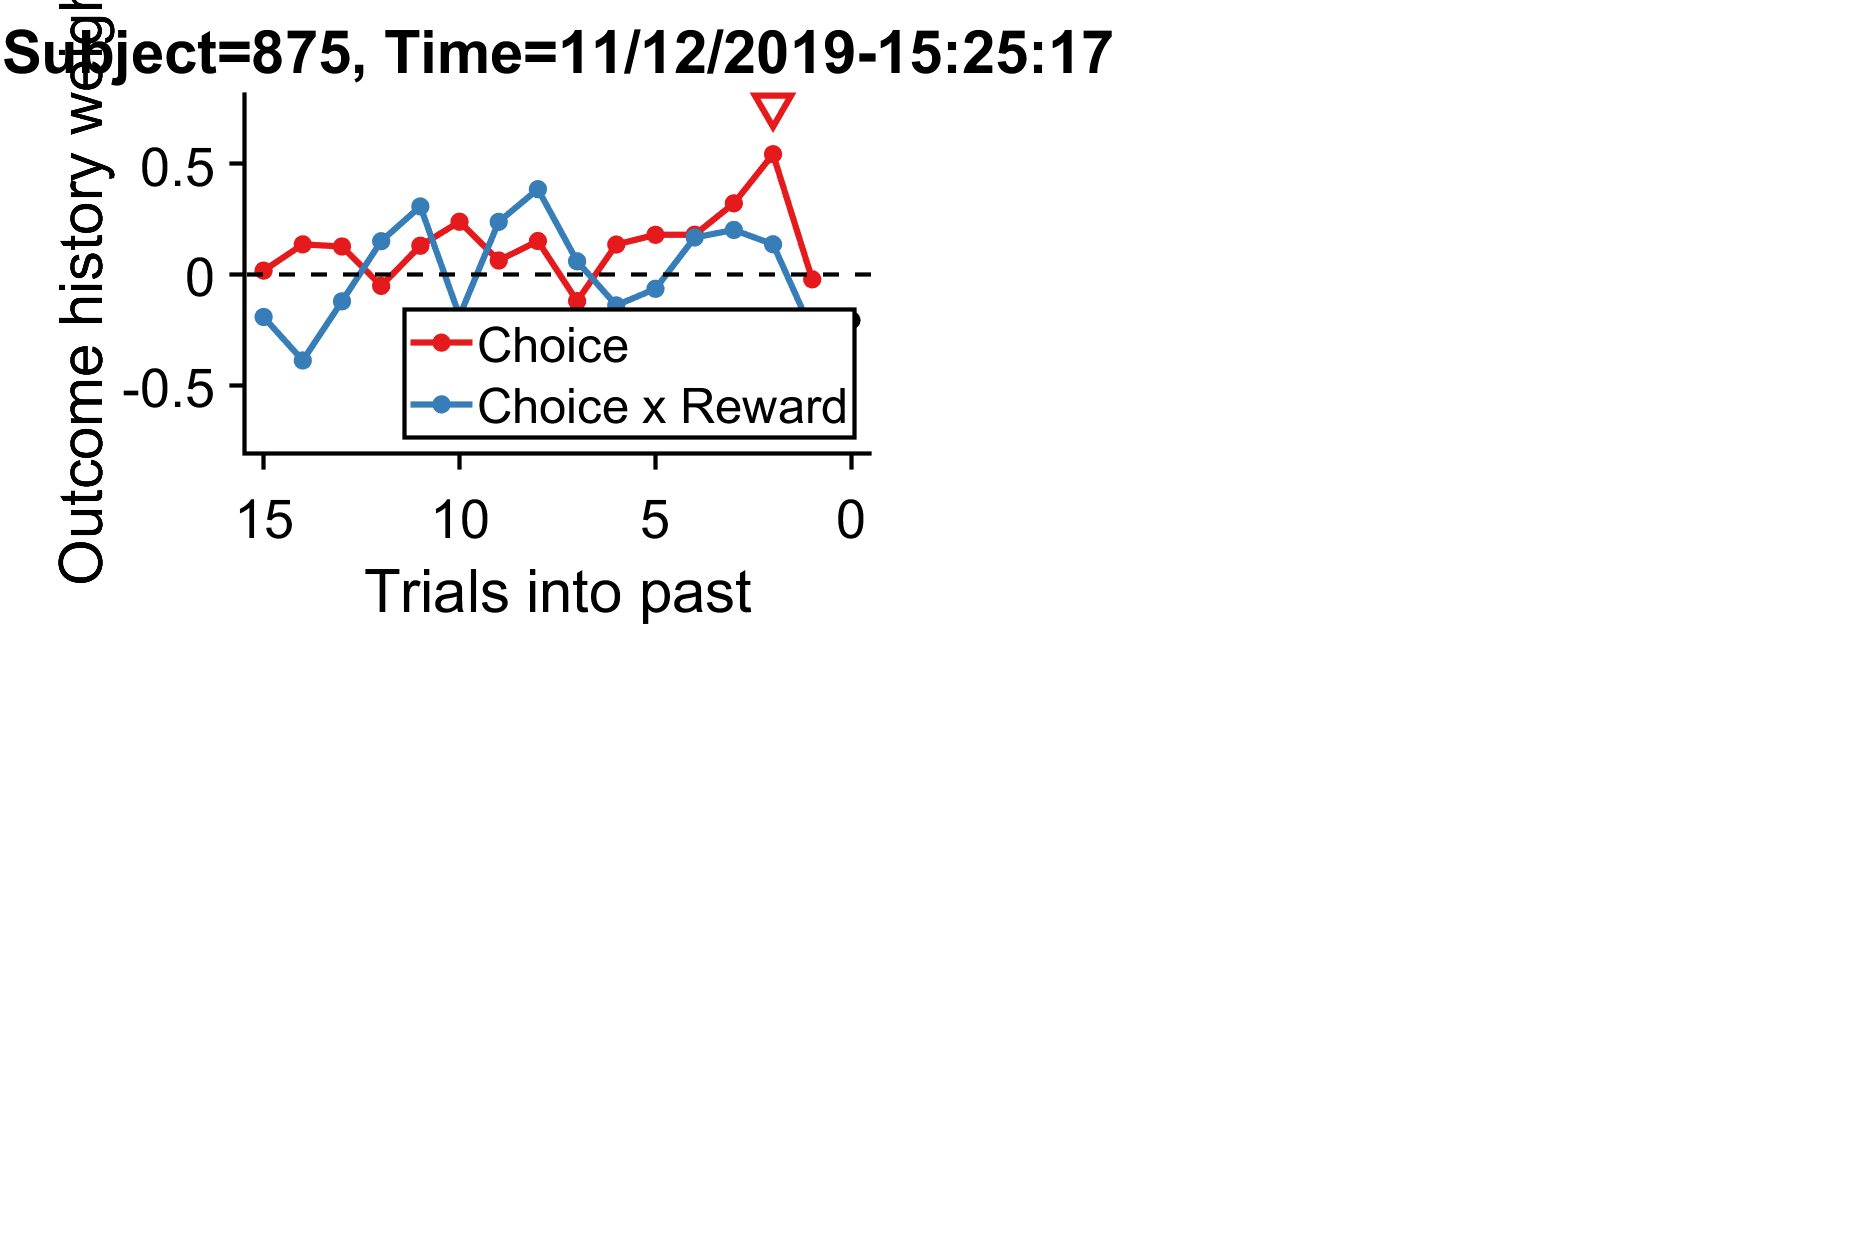 Subject=875, Time=11/12/2019-15:25:17
Outcome history
0.5
0
-0.5
Choice
Choice x Reward
15 10 5 0
Trials into past